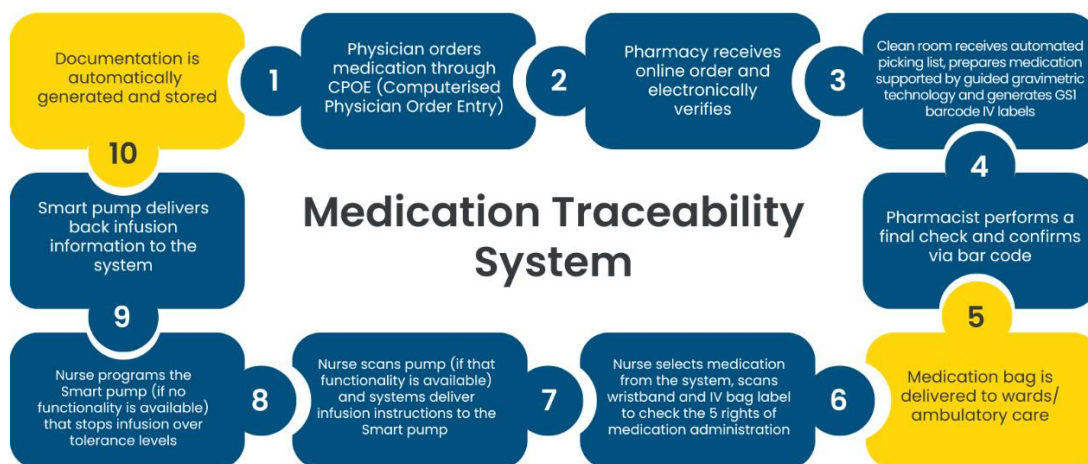 Documentation is
automatically
generated and stored
1
Physician orders
medication through
CPOE (Computerised
Physician Order Entry)
2
Pharmacy receives
online order and
electronically
verifies
3
Clean room receives automated
picking list, prepares medication
supported by guided gravimetric
technology and generates GS1
barcode IV labels
4
Pharmacist performs a
final check and confirms
via bar code
5
Medication bag is
delivered to wards/
ambulatory care
6
Nurse selects medication
from the system, scans
wristband and IV bag label
to check the 5 rights of
medication administration
7
Nurse scans pump (if that
functionality is available)
and systems deliver
infusion instructions to the
Smart pump
8
Nurse programs the
Smart pump (if no
functionality is available)
that stops infusion over
tolerance levels
9
Smart pump delivers
back infusion
information to the
system
10
Medication Traceability
System